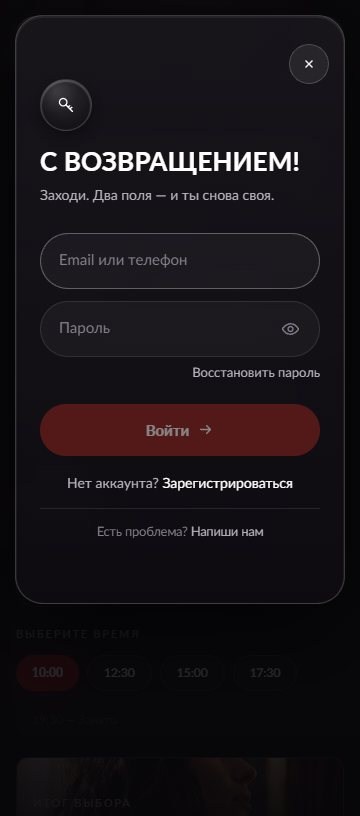 С ВОЗВРАЩЕНИЕМ!
Заходи. Два поля — и ты снова своя.
Email или телефон
Пароль
Восстановить пароль
Войти →
Нет аккаунта? Зарегистрироваться
Есть проблема? Напиши нам
ВЫБЕРИТЕ ВРЕМЯ
10:00 12:30 15:00 17:30
ИТОГ ВЫБОРА